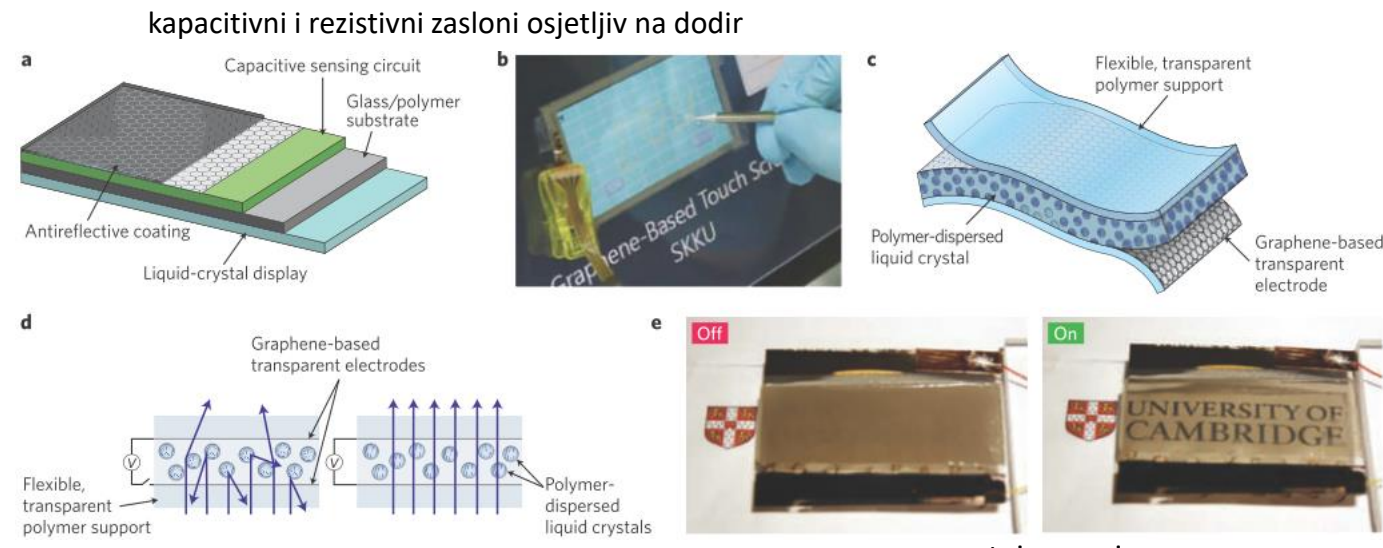 kapacitivni i rezistivni zasloni osjetljiv na dodir
a
Capacitive sensing circuit
Glass/polymer
substrate
Antireflective coating
Liquid-crystal display
b
Graphene-Based Touch
SKKU
c
Flexible, transparent
polymer support
Polymer-dispersed
liquid crystal
Graphene-based
transparent
electrode
d
Graphene-based
transparent electrodes
V
V
Flexible,
transparent
polymer support
Polymer-
dispersed
liquid crystals
e
Off
On
UNIVERSITY OF
CAMBRIDGE